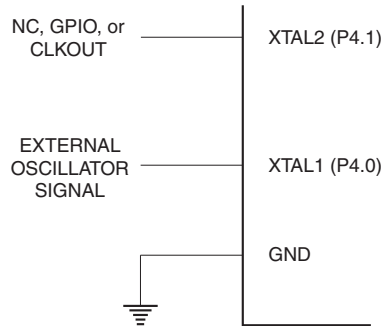 NC, GPIO, or
CLKOUT
XTAL2 (P4.1)
EXTERNAL
OSCILLATOR
SIGNAL
XTAL1 (P4.0)
GND